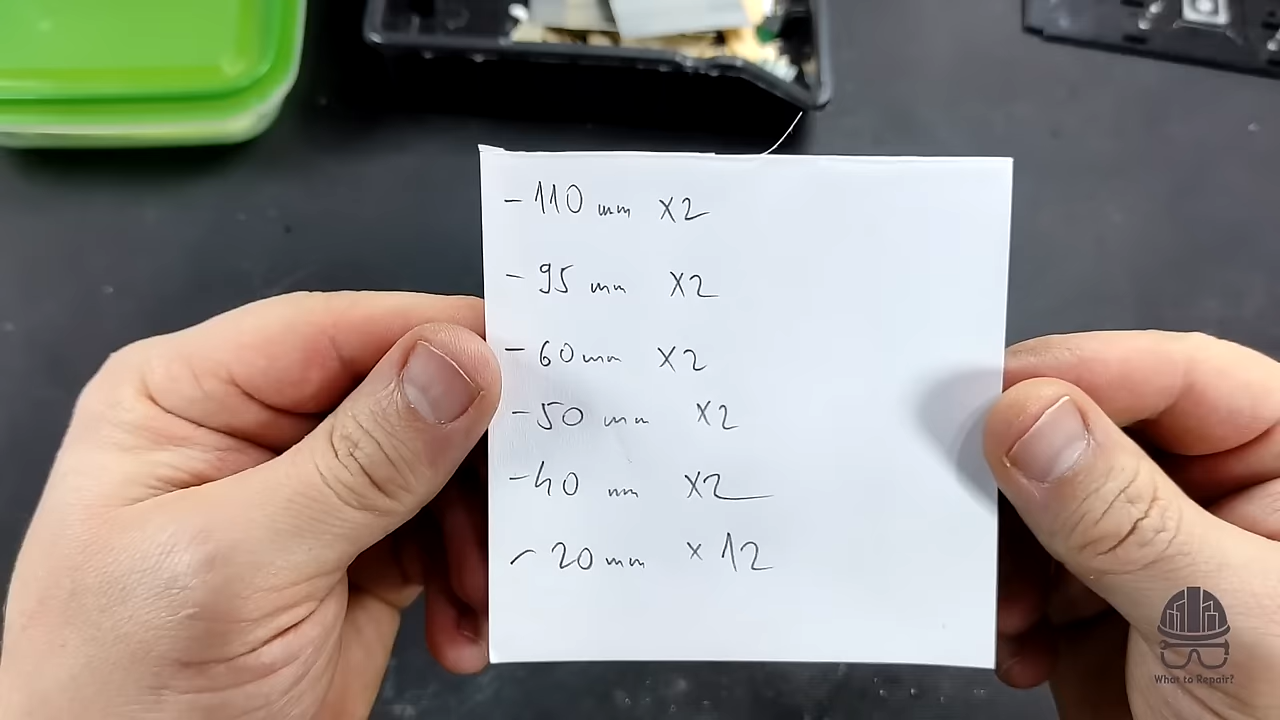 - 110 mm x2
- 95 mm x2
- 60 mm x2
- 50 mm x2
- 40 mm x2
- 20 mm x 12
What to Repair?